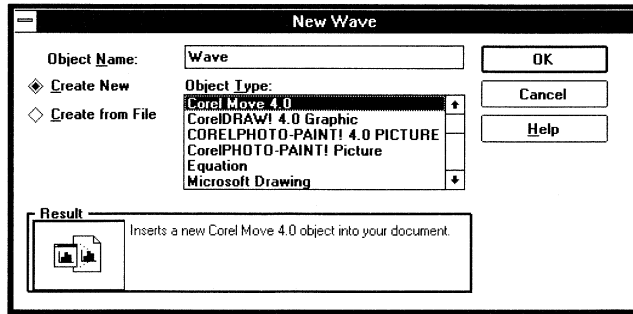 New Wave
Object Name:
Wave
OK
Create New
Object Type:
Cancel
Create from File
Corel Move 4.0
CorelDRAW! 4.0 Graphic
CORELPHOTO-PAINT! 4.0 PICTURE
CorelPHOTO-PAINT! Picture
Equation
Microsoft Drawing
Help
Result
Inserts a new Corel Move 4.0 object into your document.